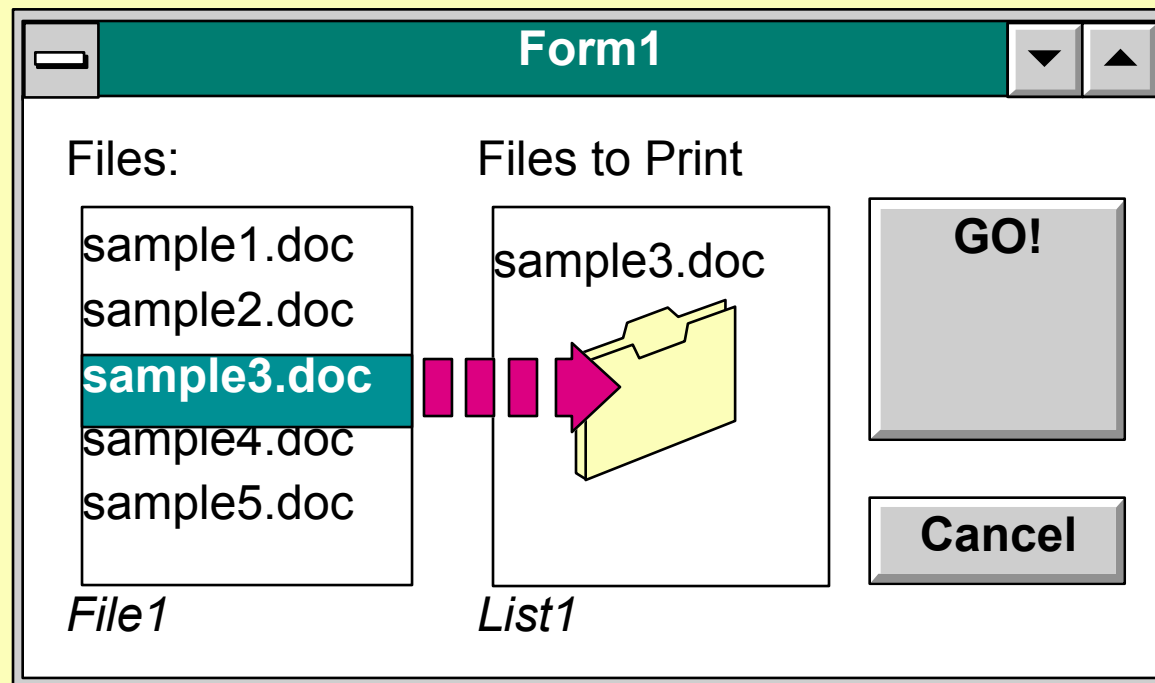 Form1
Files:
Files to Print
sample1.doc
sample2.doc
sample3.doc
sample4.doc
sample5.doc
sample3.doc
GO!
Cancel
File1
List1